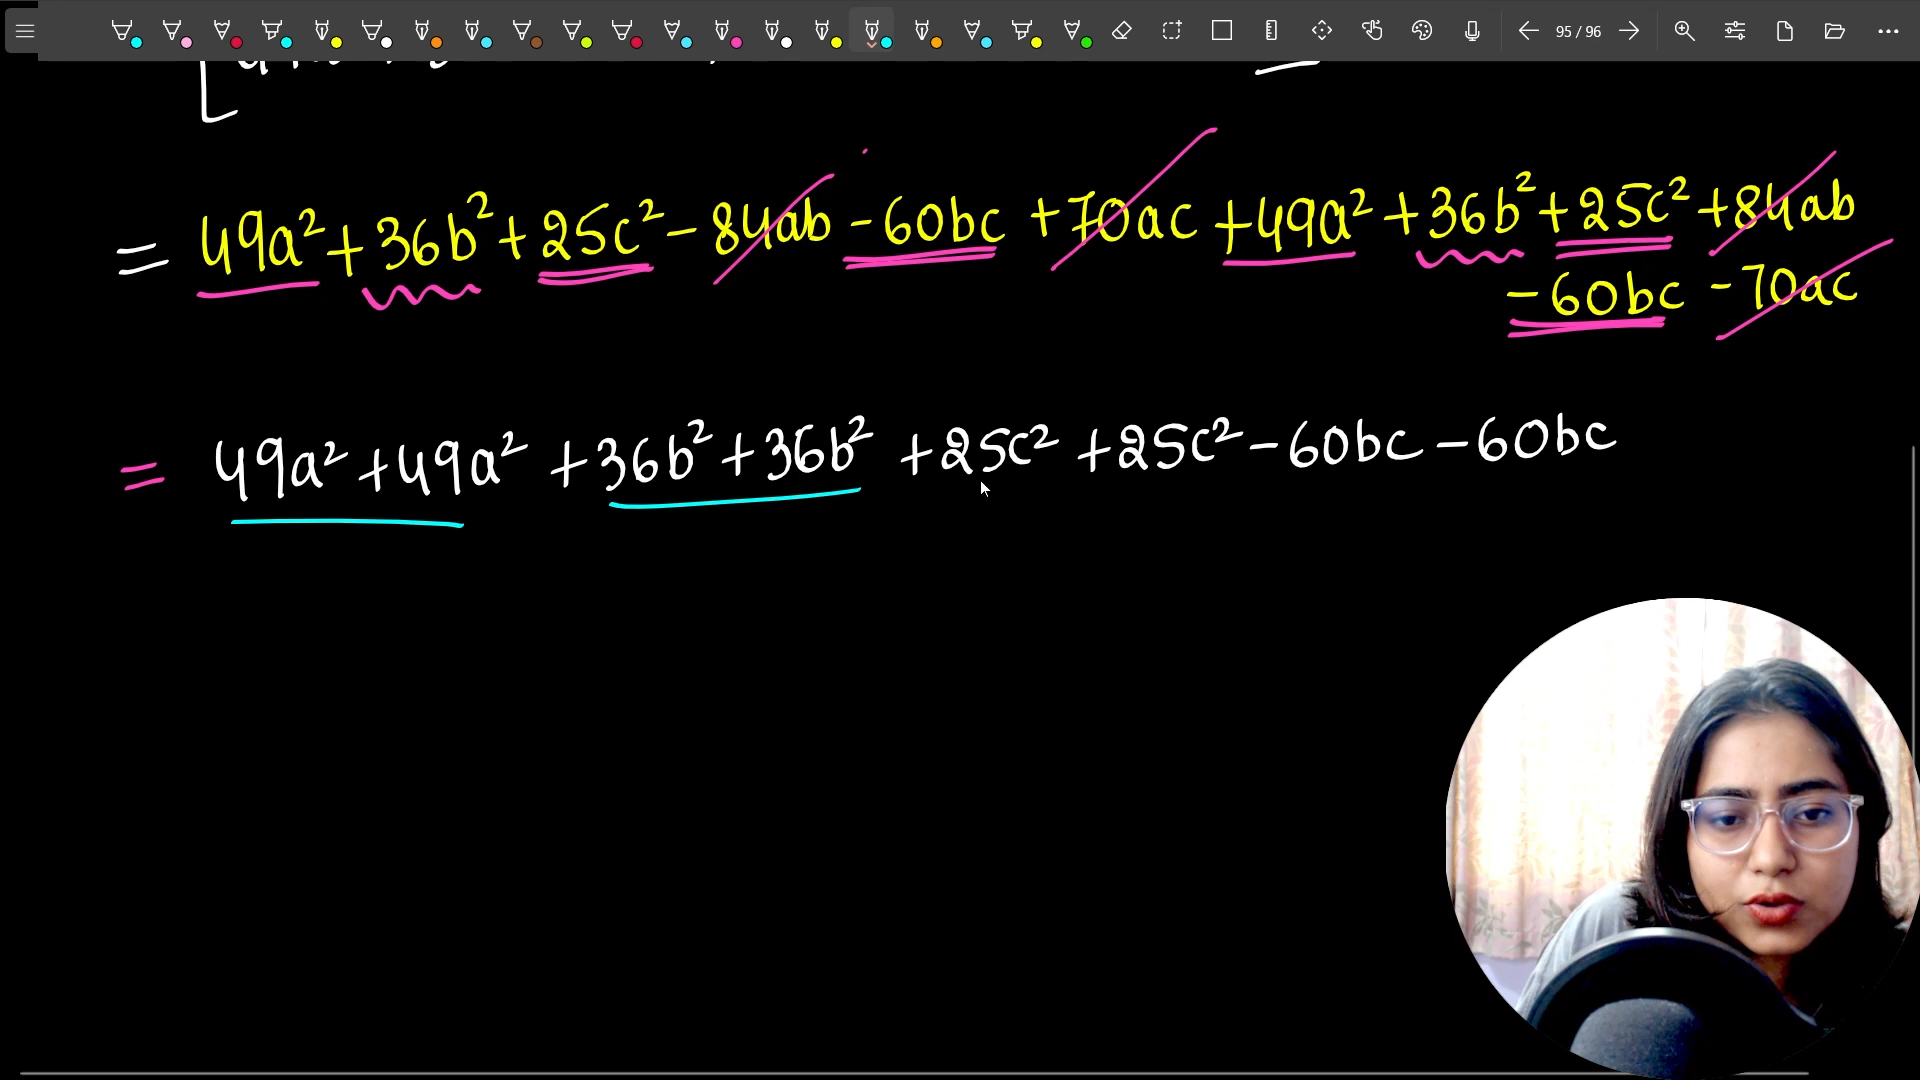 95 / 96
= 49a² + 36b² + 25c² - 84ab - 60bc + 70ac + 49a² + 36b² + 25c² + 84ab
- 60bc - 70ac
= 49a² + 49a² + 36b² + 36b² + 25c² + 25c² - 60bc - 60bc